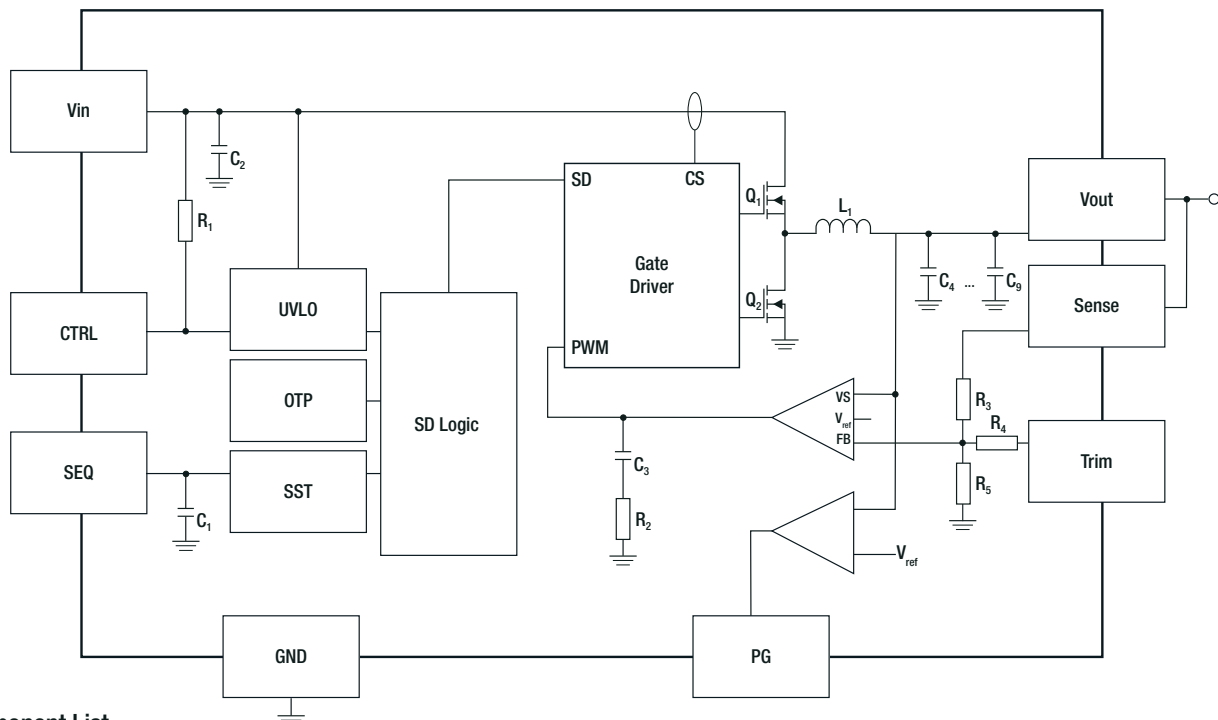 Vin
C₂
R₁
SD
CS
Q₁
L₁
Vout
Gate
Driver
Q₂
C₄ ... C₉
UVLO
Sense
CTRL
PWM
OTP
SD Logic
VS
Vref
FB
R₃
R₄
Trim
SEQ
SST
C₁
C₃
R₂
R₅
Vref
GND
PG